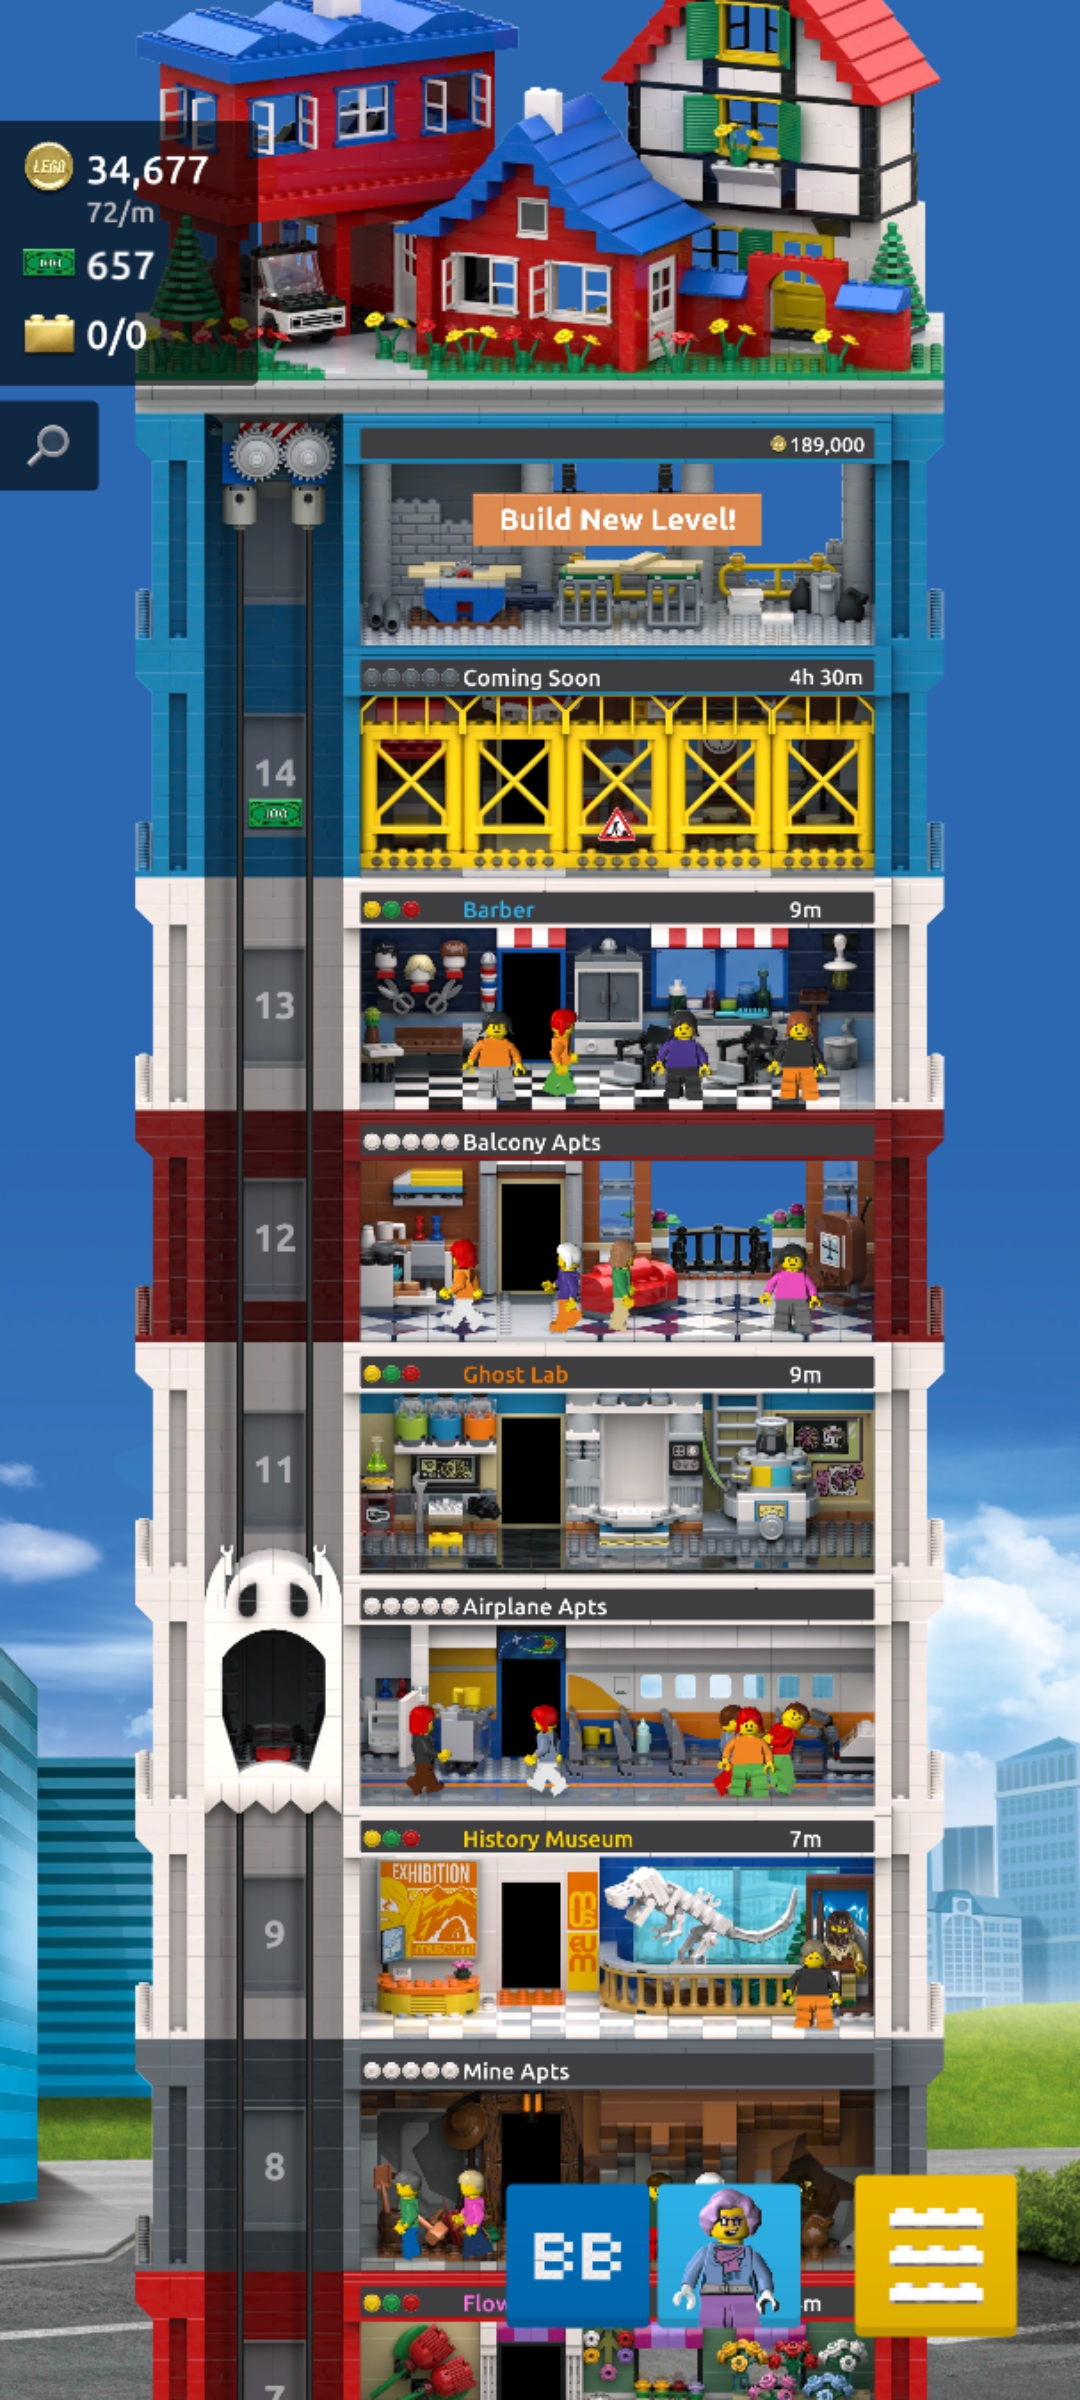 LEGO
34,677
72/m
100
657
0/0
189,000
Build New Level!
Coming Soon
4h 30m
14
100
Barber
9m
13
Balcony Apts
12
Ghost Lab
9m
11
Airplane Apts
History Museum
7m
EXHIBITION
museum
museum
9
Mine Apts
8
BB
Flow
m
7